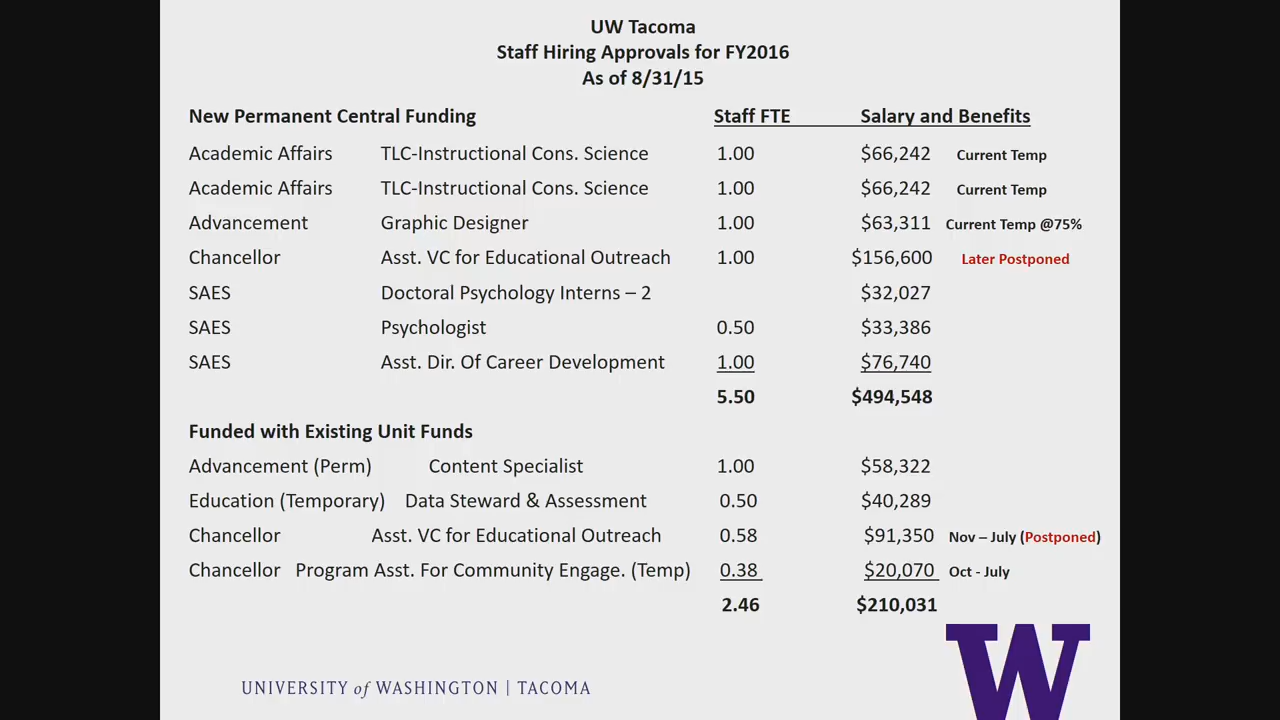 UW Tacoma
Staff Hiring Approvals for FY2016
As of 8/31/15
New Permanent Central Funding Staff FTE Salary and Benefits
Academic Affairs TLC-Instructional Cons. Science 1.00 $66,242 Current Temp
Academic Affairs TLC-Instructional Cons. Science 1.00 $66,242 Current Temp
Advancement Graphic Designer 1.00 $63,311 Current Temp @75%
Chancellor Asst. VC for Educational Outreach 1.00 $156,600 Later Postponed
SAES Doctoral Psychology Interns – 2 $32,027
SAES Psychologist 0.50 $33,386
SAES Asst. Dir. Of Career Development 1.00 $76,740
5.50 $494,548
Funded with Existing Unit Funds
Advancement (Perm) Content Specialist 1.00 $58,322
Education (Temporary) Data Steward & Assessment 0.50 $40,289
Chancellor Asst. VC for Educational Outreach 0.58 $91,350 Nov – July (Postponed)
Chancellor Program Asst. For Community Engage. (Temp) 0.38 $20,070 Oct - July
2.46 $210,031
W
UNIVERSITY of WASHINGTON | TACOMA